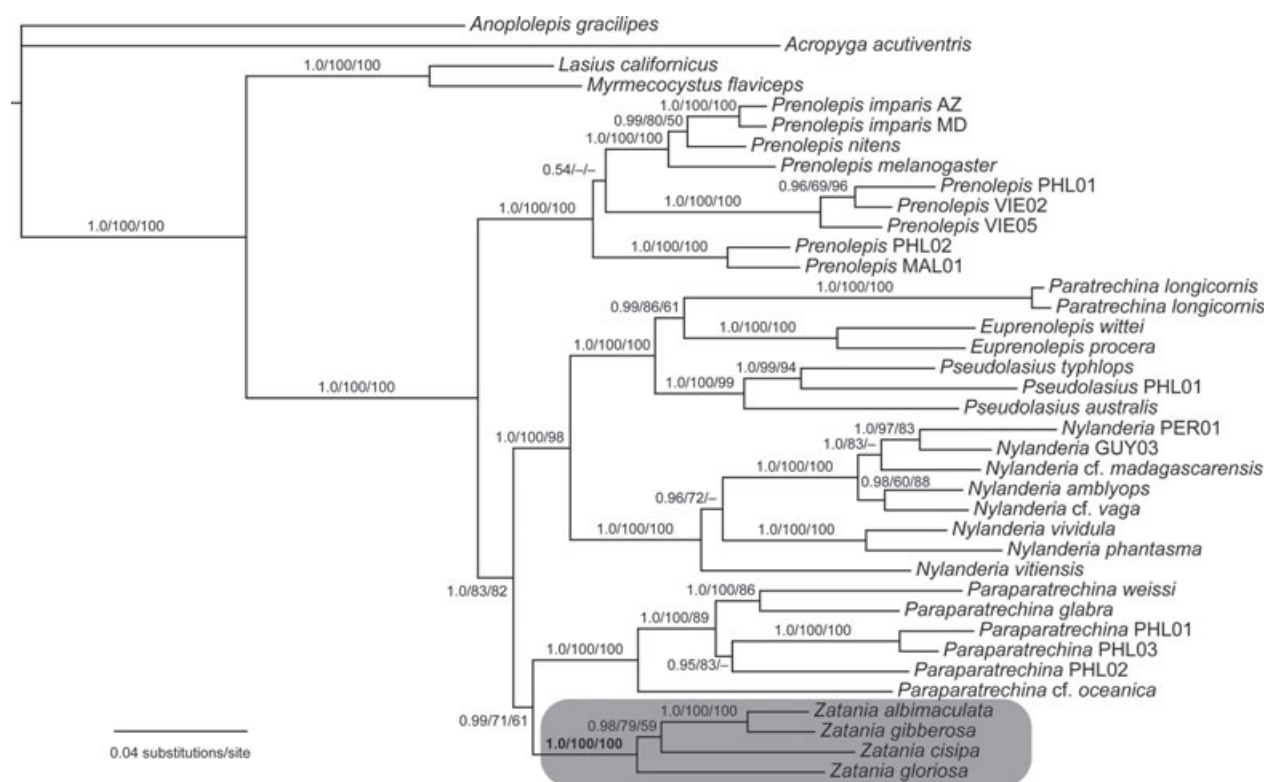 Anoplolepis gracilipes
Acropyga acutiventris
1.0/100/100
Lasius californicus
Myrmecocystus flaviceps
1.0/100/100
Prenolepis imparis AZ
0.99/80/50
Prenolepis imparis MD
1.0/100/100
Prenolepis nitens
0.54/–/–
Prenolepis melanogaster
0.96/69/96
Prenolepis PHL01
1.0/100/100
Prenolepis VIE02
1.0/100/100
Prenolepis VIE05
1.0/100/100
1.0/100/100
Prenolepis PHL02
Prenolepis MAL01
1.0/100/100
Paratrechina longicornis
0.99/86/61
Paratrechina longicornis
1.0/100/100
Euprenolepis wittei
1.0/100/100
Euprenolepis procera
1.0/99/94
Pseudolasius typhlops
1.0/100/100
1.0/100/99
Pseudolasius PHL01
Pseudolasius australis
1.0/97/83
Nylanderia PER01
1.0/100/98
1.0/83/–
Nylanderia GUY03
1.0/100/100
Nylanderia cf. madagascarensis
0.96/72/–
0.98/60/88
Nylanderia amblyops
Nylanderia cf. vaga
1.0/100/100
1.0/100/100
Nylanderia vividula
Nylanderia phantasma
Nylanderia vitiensis
1.0/83/82
1.0/100/86
Paraparatrechina weissi
Paraparatrechina glabra
1.0/100/89
1.0/100/100
Paraparatrechina PHL01
1.0/100/100
Paraparatrechina PHL03
0.95/83/–
Paraparatrechina PHL02
Paraparatrechina cf. oceanica
0.99/71/61
1.0/100/100
Zatania albimaculata
0.98/79/59
Zatania gibberosa
1.0/100/100
Zatania cisipa
Zatania gloriosa
0.04 substitutions/site